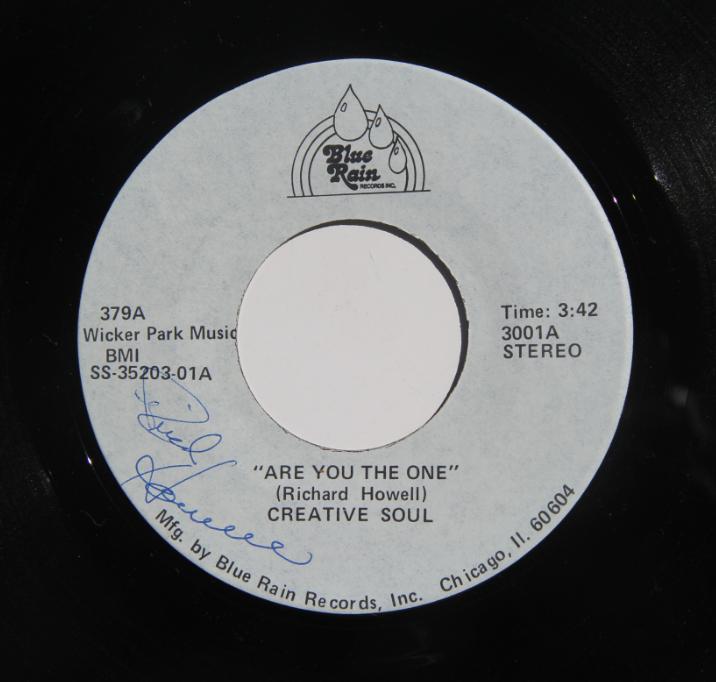 Blue
Rain
RECORDS INC.
379A
Wicker Park Music
BMI
SS-35203-01A
Time: 3:42
3001A
STEREO
"ARE YOU THE ONE"
(Richard Howell)
CREATIVE SOUL
Mfg. by Blue Rain Records, Inc. Chicago, Il. 60604